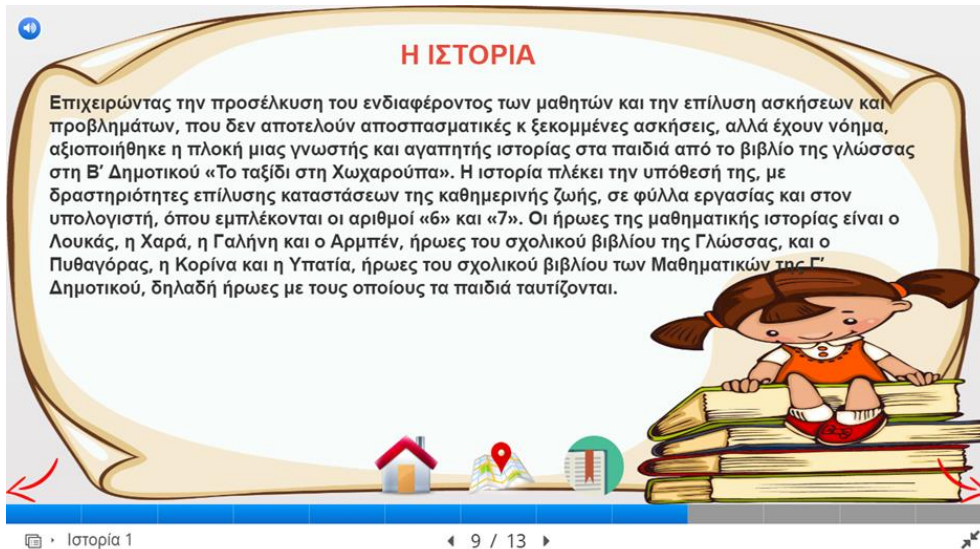 Η ΙΣΤΟΡΙΑ
Επιχειρώντας την προσέλκυση του ενδιαφέροντος των μαθητών και την επίλυση ασκήσεων και
προβλημάτων, που δεν αποτελούν αποσπασματικές κ ξεκομμένες ασκήσεις, αλλά έχουν νόημα,
αξιοποιήθηκε η πλοκή μιας γνωστής και αγαπητής ιστορίας στα παιδιά από το βιβλίο της γλώσσας
στη Β’ Δημοτικού «Το ταξίδι στη Χωχαρούπα». Η ιστορία πλέκει την υπόθεσή της, με
δραστηριότητες επίλυσης καταστάσεων της καθημερινής ζωής, σε φύλλα εργασίας και στον
υπολογιστή, όπου εμπλέκονται οι αριθμοί «6» και «7». Οι ήρωες της μαθηματικής ιστορίας είναι ο
Λουκάς, η Χαρά, η Γαλήνη και ο Αρμπέν, ήρωες του σχολικού βιβλίου της Γλώσσας, και ο
Πυθαγόρας, η Κορίνα και η Υπατία, ήρωες του σχολικού βιβλίου των Μαθηματικών της Γ’
Δημοτικού, δηλαδή ήρωες με τους οποίους τα παιδιά ταυτίζονται.
Ιστορία 1
9 / 13